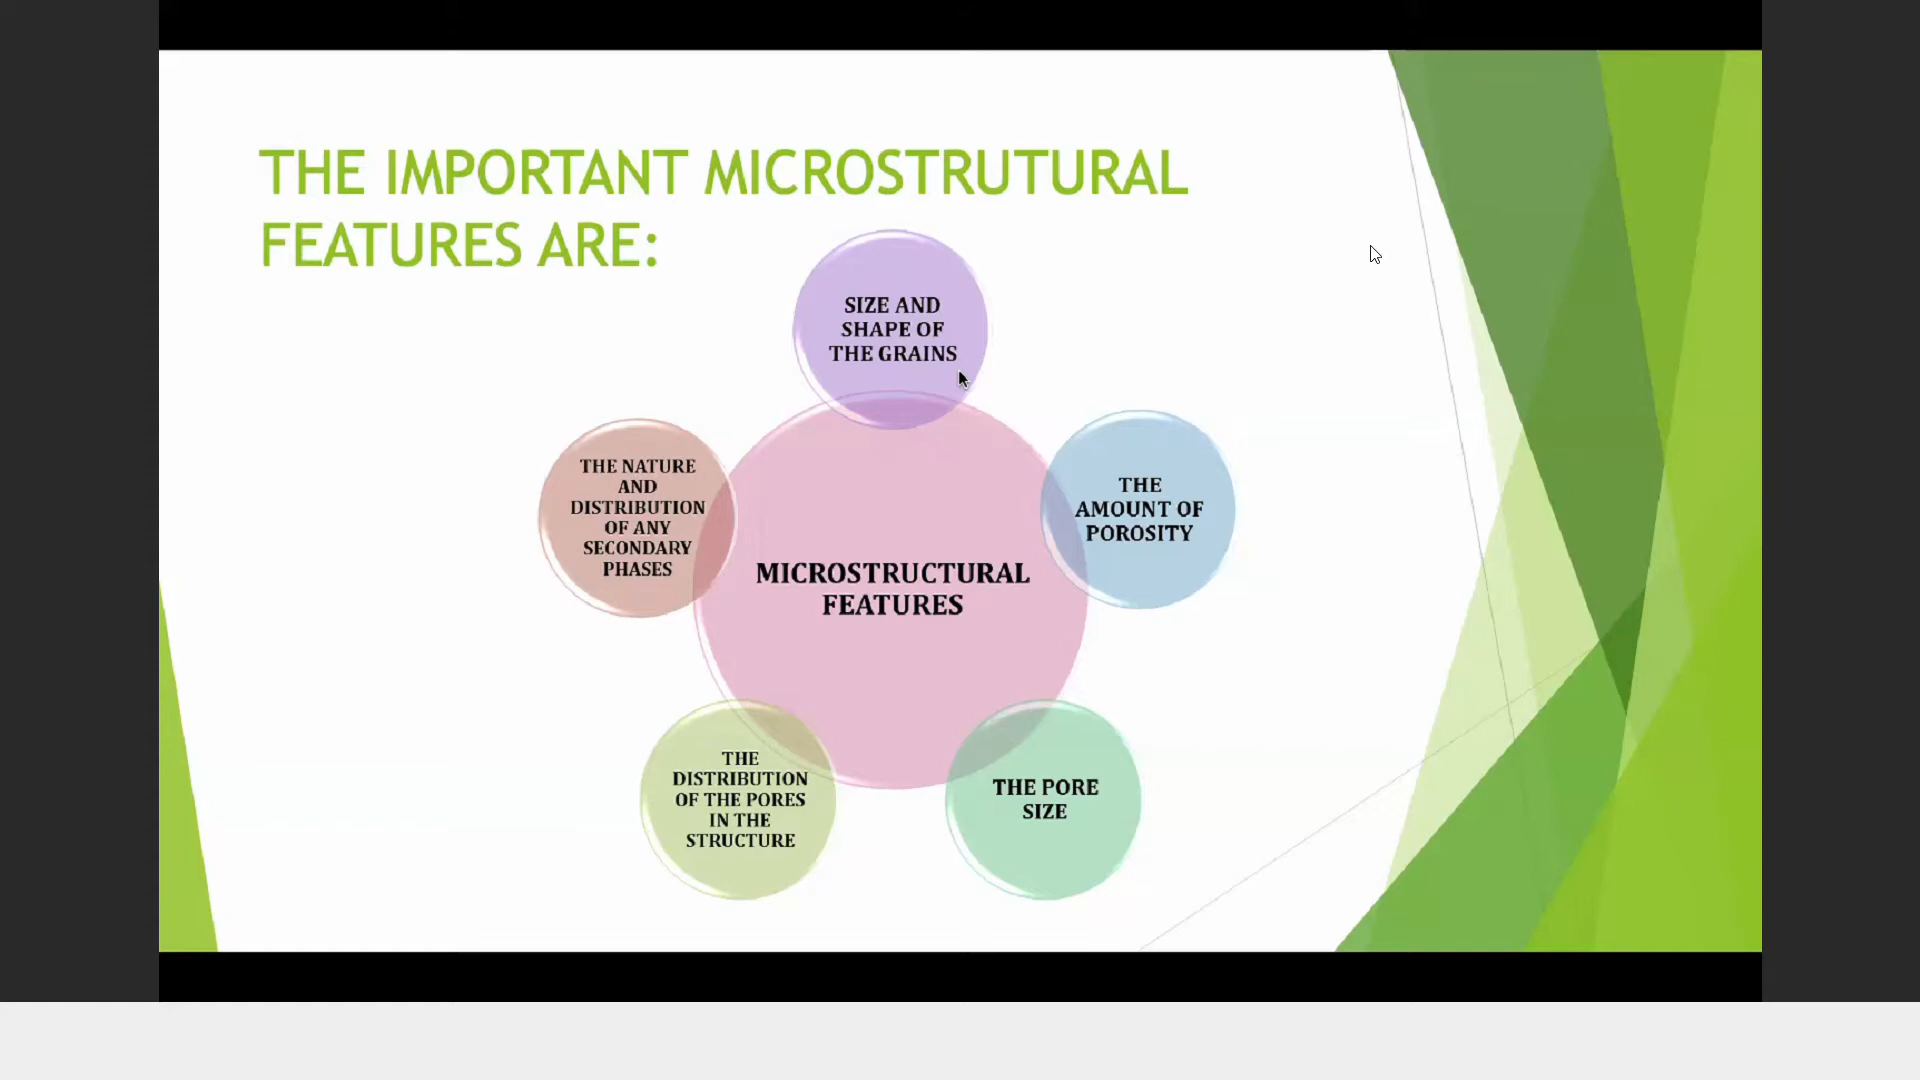 THE IMPORTANT MICROSTRUTURAL
FEATURES ARE:
SIZE AND
SHAPE OF
THE GRAINS
THE
AMOUNT OF
POROSITY
THE PORE
SIZE
THE
DISTRIBUTION
OF THE PORES
IN THE
STRUCTURE
THE NATURE
AND
DISTRIBUTION
OF ANY
SECONDARY
PHASES
MICROSTRUCTURAL
FEATURES